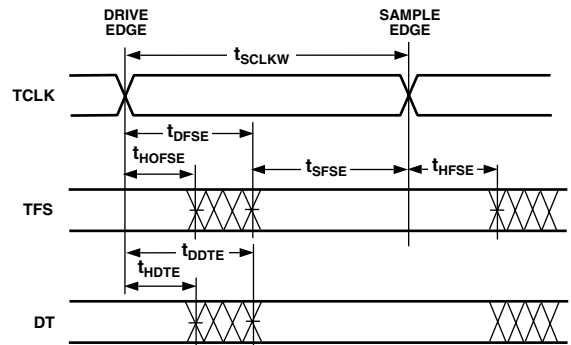 DRIVE
EDGE
SAMPLE
EDGE
tSCLKW
TCLK
tDFSE
tHOFSE
tSFSE
tHFSE
TFS
tDDTE
tHDTE
DT